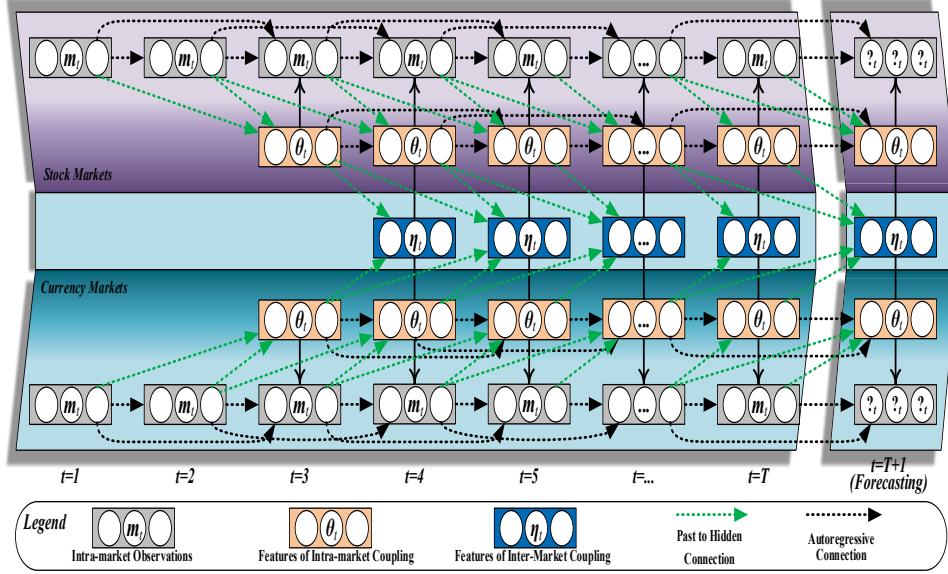 m_t m_t m_t m_t m_t ... m_t ?_t ?_t ?_t
θ_t θ_t θ_t ... θ_t θ_t
Stock Markets
η_t η_t ... η_t η_t
Currency Markets
θ_t θ_t θ_t ... θ_t θ_t
m_t m_t m_t m_t m_t ... m_t ?_t ?_t ?_t
t=1 t=2 t=3 t=4 t=5 t=... t=T t=T+1
(Forecasting)
Legend
m_t θ_t η_t
Intra-market Observations
Features of Intra-market Coupling
Features of Inter-Market Coupling
Past to Hidden
Connection
Autoregressive
Connection